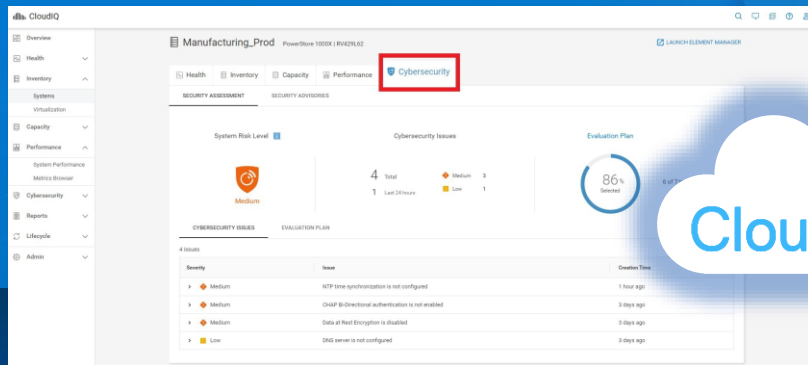 CloudIQ
Overview
Health
Inventory
Systems
Virtualization
Capacity
Performance
System Performance
Metrics Browser
Cybersecurity
Reports
Lifecycle
Admin
Manufacturing_Prod PowerStore 1000X | RV429L62
LAUNCH ELEMENT MANAGER
Health Inventory Capacity Performance Cybersecurity
SECURITY ASSESSMENT SECURITY ADVISORIES
System Risk Level
Medium
Cybersecurity Issues
4 Total
1 Last 24 hours
Medium 3
Low 1
Evaluation Plan
86%
Selected
6 of 7
CYBERSECURITY ISSUES EVALUATION PLAN
4 Issues
Severity Issue Creation Time
Medium NTP time synchronization is not configured 1 hour ago
Medium CHAP Bi-Directional authentication is not enabled 3 days ago
Medium Data at Rest Encryption is disabled 3 days ago
Low DNS server is not configured 3 days ago
Clou